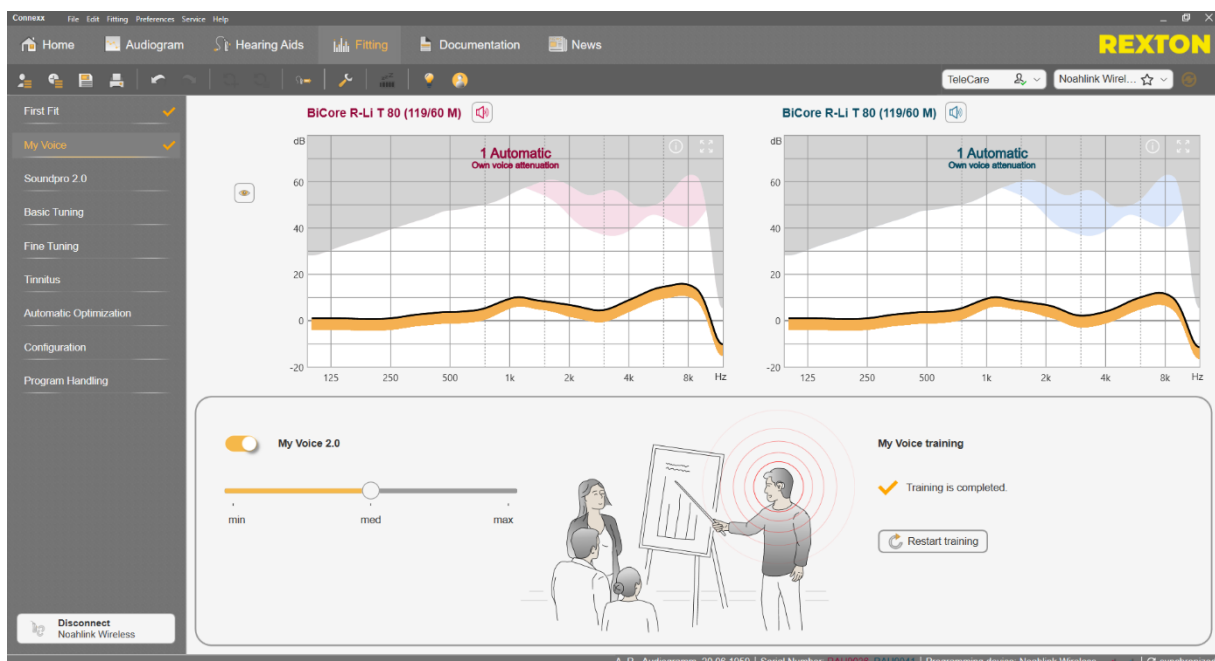 Connexx File Edit Fitting Preferences Service Help
Home Audiogram Hearing Aids Fitting Documentation News REXTON
TeleCare Noahlink Wirel...
First Fit
My Voice
Soundpro 2.0
Basic Tuning
Fine Tuning
Tinnitus
Automatic Optimization
Configuration
Program Handling
Disconnect
Noahlink Wireless
BiCore R-Li T 80 (119/60 M)
dB
1 Automatic
Own voice attenuation
60
40
20
0
-20
125 250 500 1k 2k 4k 8k Hz
BiCore R-Li T 80 (119/60 M)
dB
1 Automatic
Own voice attenuation
60
40
20
0
-20
125 250 500 1k 2k 4k 8k Hz
My Voice 2.0
min med max
My Voice training
Training is completed.
Restart training